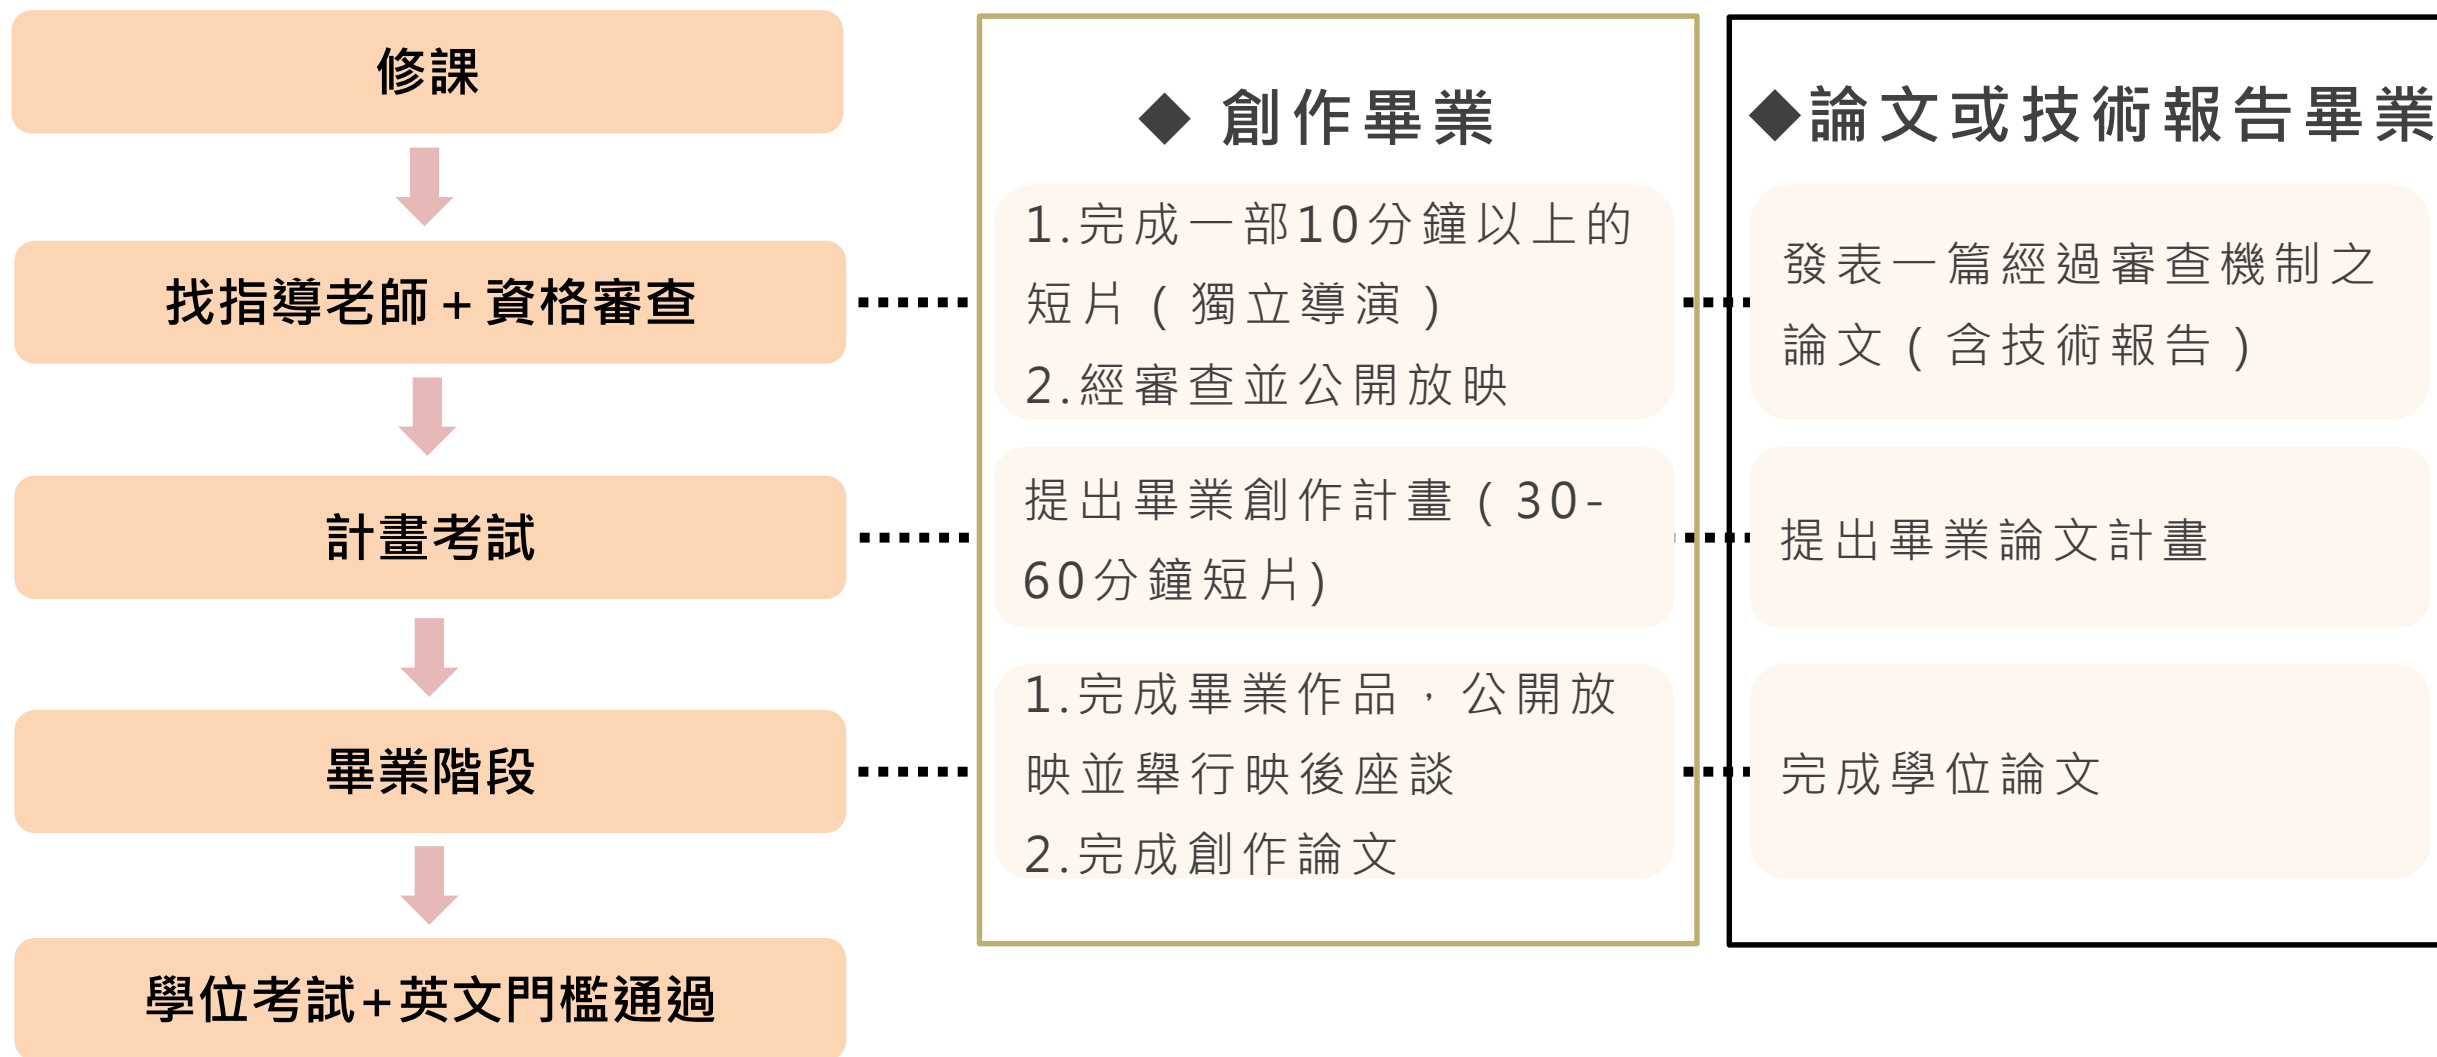 修課
找指導老師+資格審查
計畫考試
畢業階段
學位考試+英文門檻通過
◆ 創作畢業
1.完成一部10分鐘以上的
短片(獨立導演)
2.經審查並公開放映
提出畢業創作計畫(30-
60分鐘短片)
1.完成畢業作品，公開放
映並舉行映後座談
2.完成創作論文
◆論文或技術報告畢業
發表一篇經過審查機制之
論文(含技術報告)
提出畢業論文計畫
完成學位論文